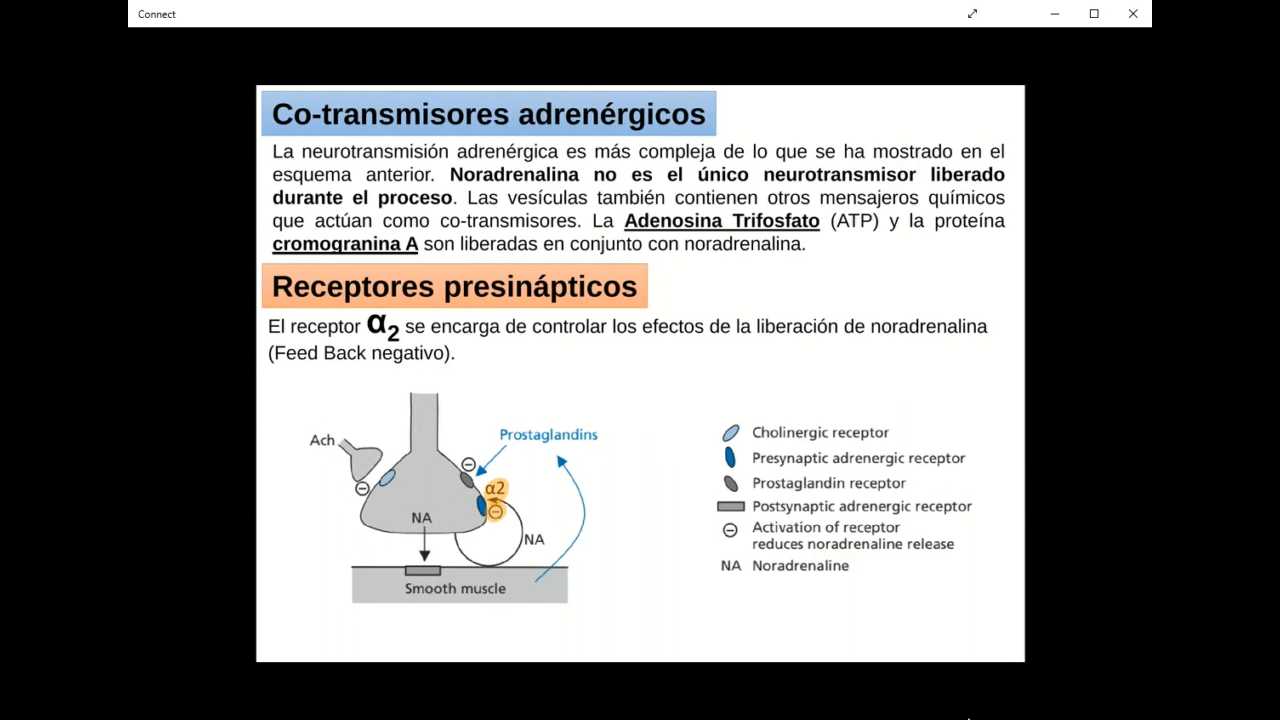 Connect
Co-transmisores adrenérgicos
La neurotransmisión adrenérgica es más compleja de lo que se ha mostrado en el
esquema anterior. Noradrenalina no es el único neurotransmisor liberado
durante el proceso. Las vesículas también contienen otros mensajeros químicos
que actúan como co-transmisores. La Adenosina Trifosfato (ATP) y la proteína
cromogranina A son liberadas en conjunto con noradrenalina.
Receptores presinápticos
El receptor α2 se encarga de controlar los efectos de la liberación de noradrenalina
(Feed Back negativo).
Ach
Prostaglandins
α2
NA
NA
Smooth muscle
Cholinergic receptor
Presynaptic adrenergic receptor
Prostaglandin receptor
Postsynaptic adrenergic receptor
Activation of receptor
reduces noradrenaline release
NA Noradrenaline